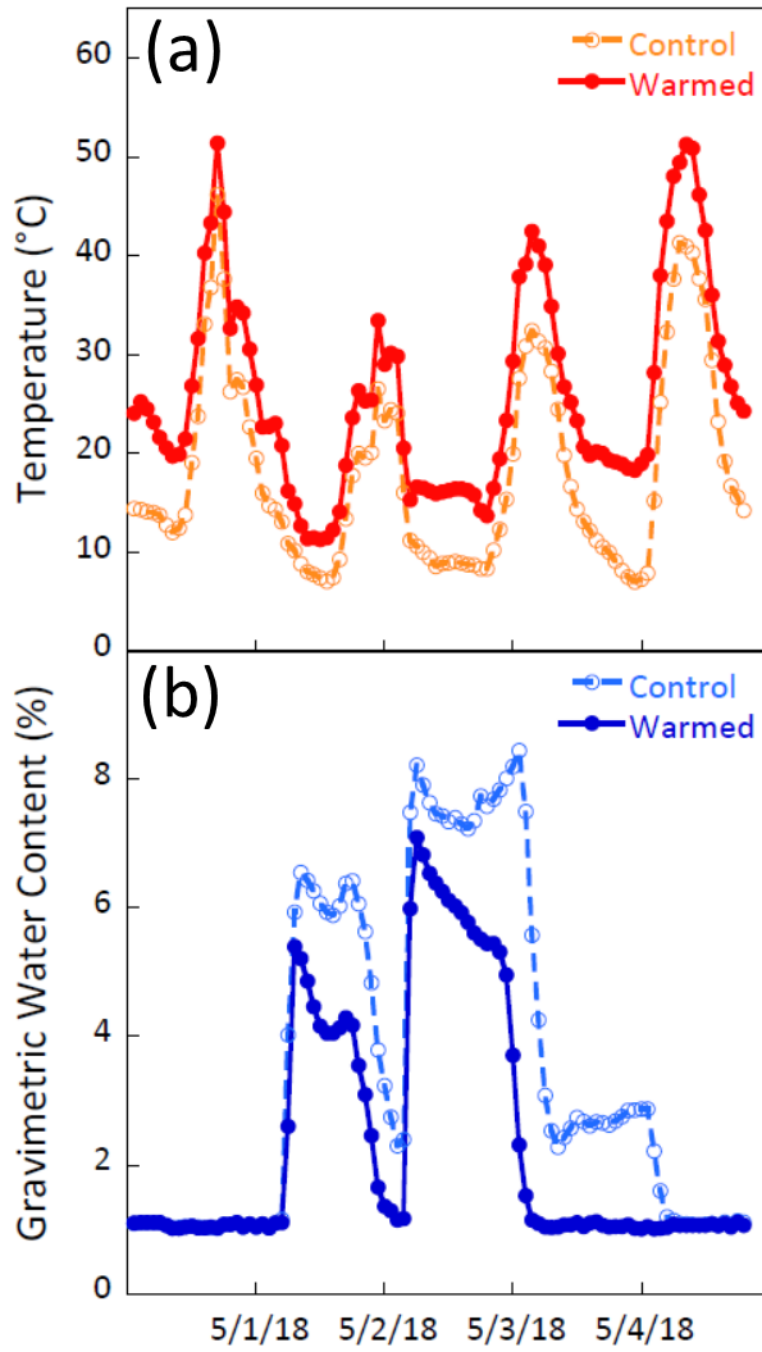 (a)
Control
Warmed
60
50
40
30
20
10
0
Temperature (°C)
(b)
Control
Warmed
8
6
4
2
0
Gravimetric Water Content (%)
5/1/18 5/2/18 5/3/18 5/4/18